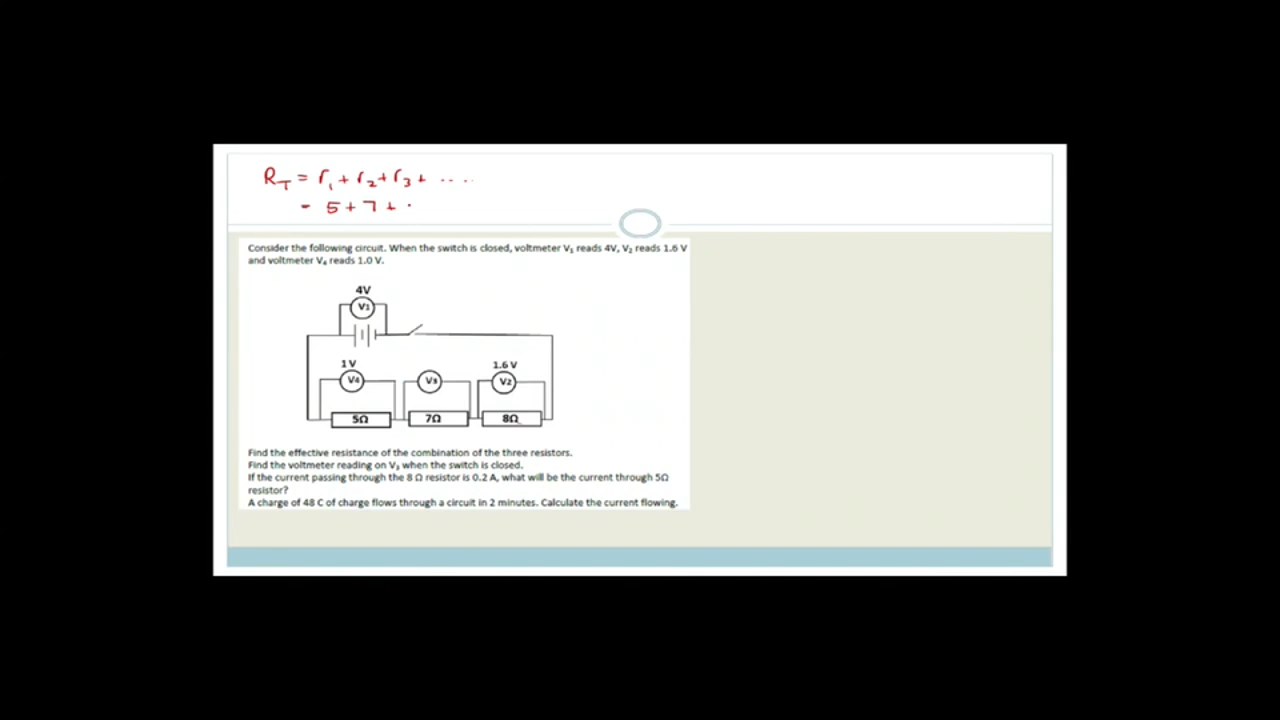 R_T = r₁ + r₂ + r₃ + ....
= 5 + 7 + .
Consider the following circuit. When the switch is closed, voltmeter V₁ reads 4V, V₂ reads 1.6 V
and voltmeter V₄ reads 1.0 V.
4V
V1
1 V
1.6 V
V4
V3
V2
5Ω
7Ω
8Ω
Find the effective resistance of the combination of the three resistors.
Find the voltmeter reading on V₃ when the switch is closed.
If the current passing through the 8 Ω resistor is 0.2 A, what will be the current through 5Ω
resistor?
A charge of 48 C of charge flows through a circuit in 2 minutes. Calculate the current flowing.